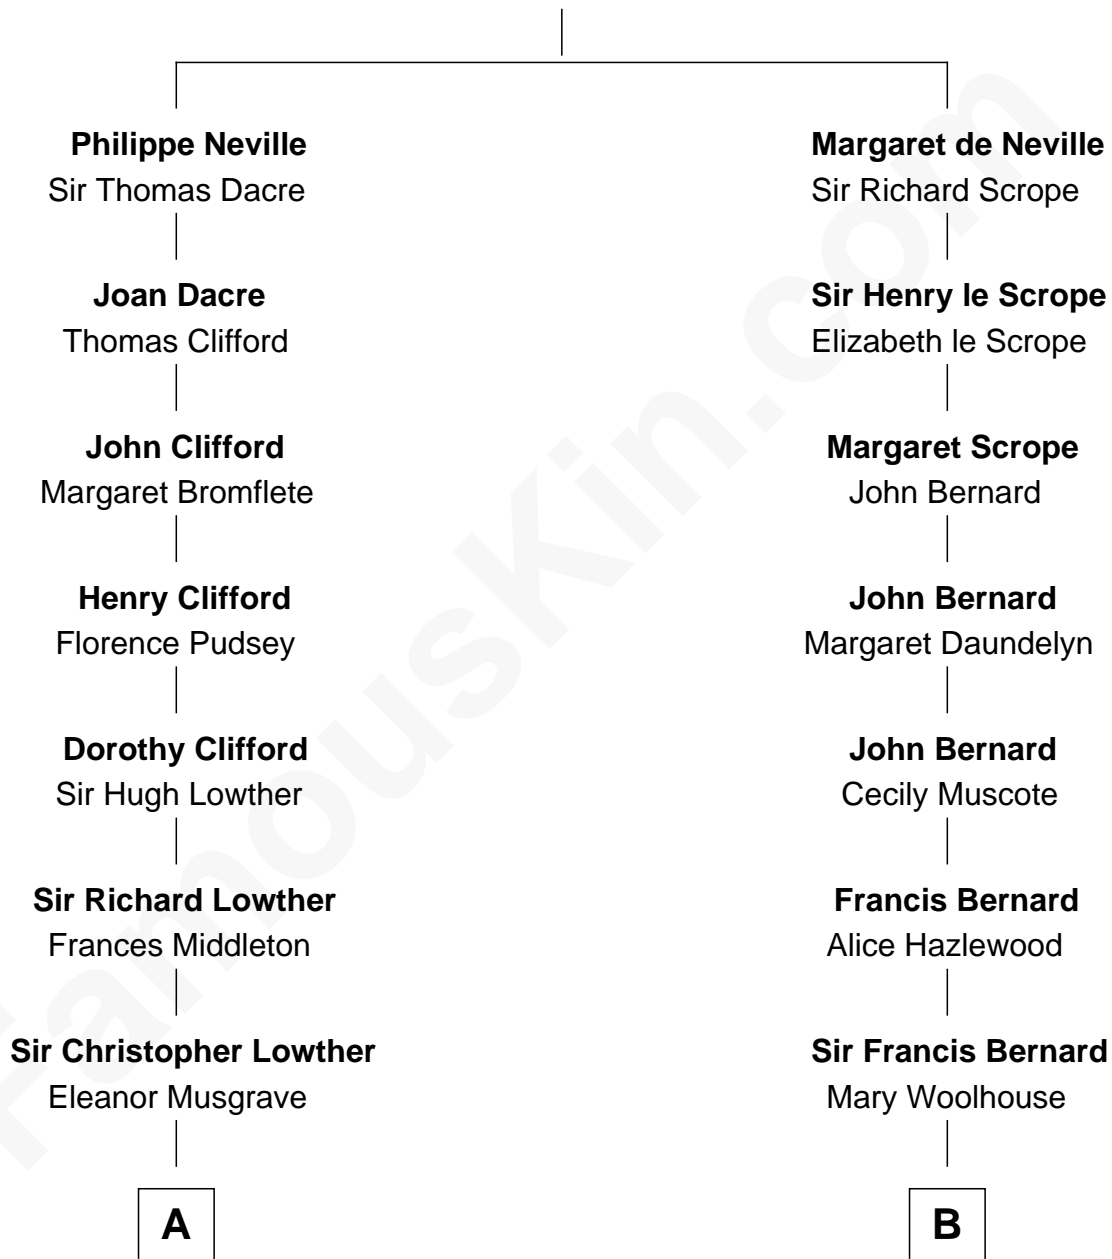 Philippe Neville
Sir Thomas Dacre
Joan Dacre
Thomas Clifford
John Clifford
Margaret Bromflete
Henry Clifford
Florence Pudsey
Dorothy Clifford
Sir Hugh Lowther
Sir Richard Lowther
Frances Middleton
Sir Christopher Lowther
Eleanor Musgrave
A
Margaret de Neville
Sir Richard Scrope
Sir Henry le Scrope
Elizabeth le Scrope
Margaret Scrope
John Bernard
John Bernard
Margaret Daundelyn
John Bernard
Cecily Muscote
Francis Bernard
Alice Hazlewood
Sir Francis Bernard
Mary Woolhouse
B
FamousKin.com